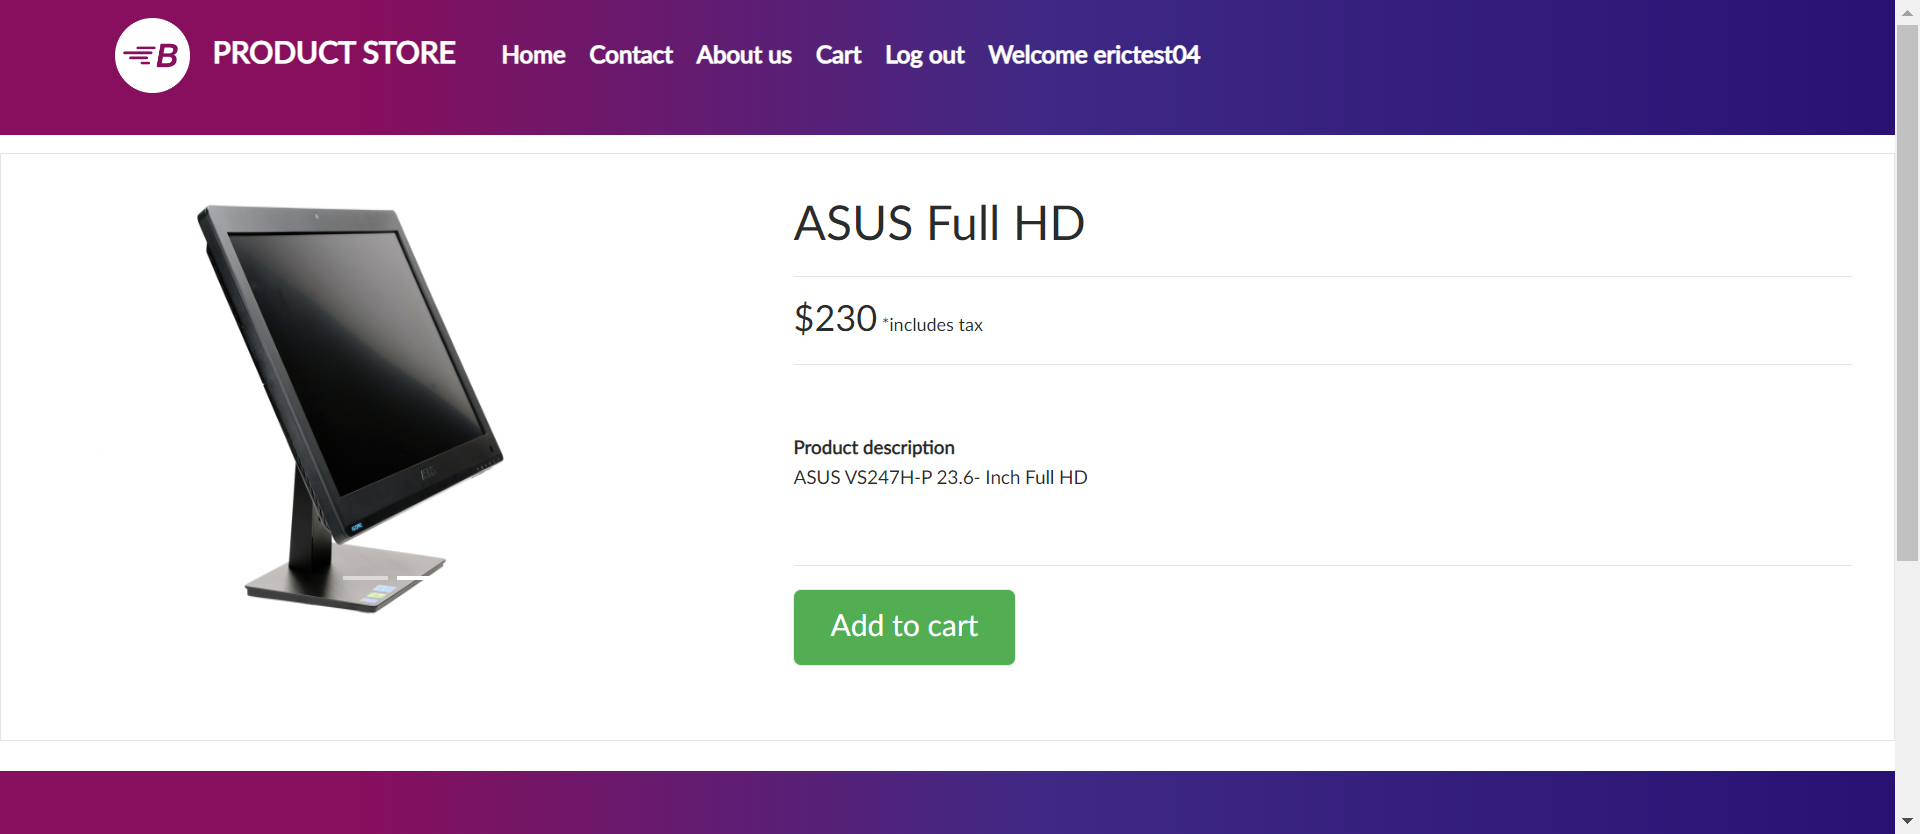 B PRODUCT STORE Home Contact About us Cart Log out Welcome erictest04
ASUS Full HD
$230 *includes tax
Product description
ASUS VS247H-P 23.6- Inch Full HD
Add to cart